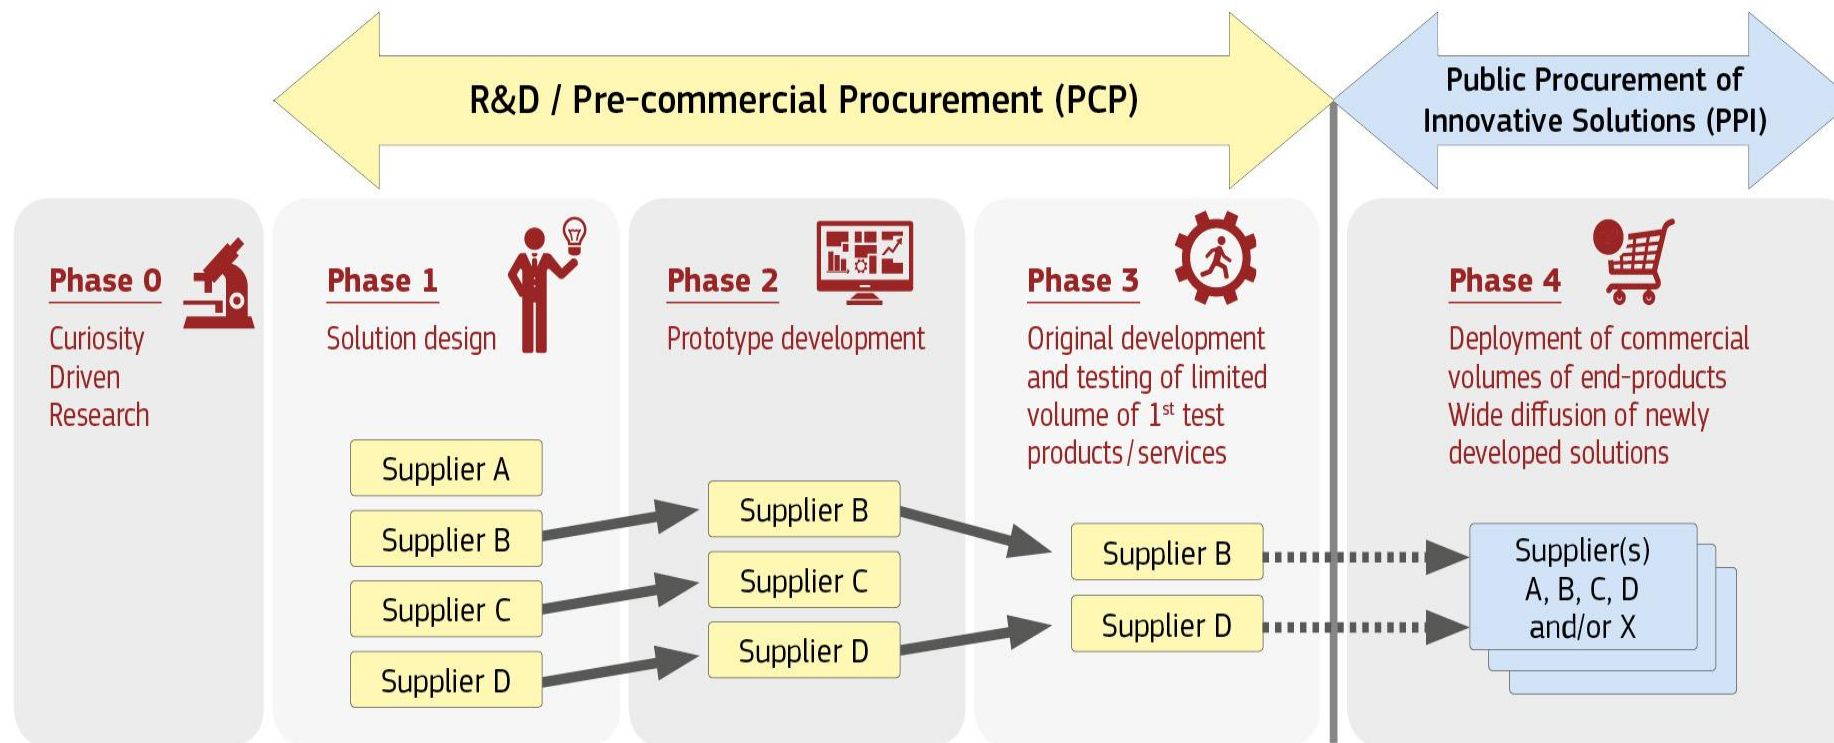 R&D / Pre-commercial Procurement (PCP)
Public Procurement of
Innovative Solutions (PPI)
Phase 0
Curiosity
Driven
Research
Phase 1
Solution design
Supplier A
Supplier B
Supplier C
Supplier D
Phase 2
Prototype development
Supplier B
Supplier C
Supplier D
Phase 3
Original development
and testing of limited
volume of 1st test
products/services
Supplier B
Supplier D
Phase 4
Deployment of commercial
volumes of end-products
Wide diffusion of newly
developed solutions
Supplier(s)
A, B, C, D
and/or X